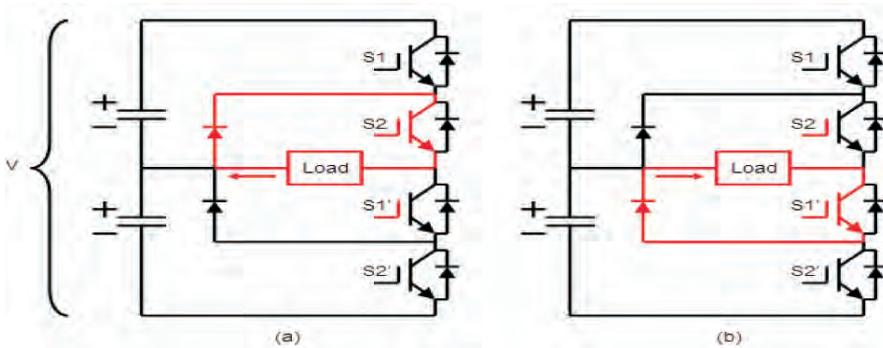 S1
S1
+
–
+
–
S2
S2
V
Load
Load
+
–
+
–
S1'
S1'
S2'
S2'
(a)
(b)